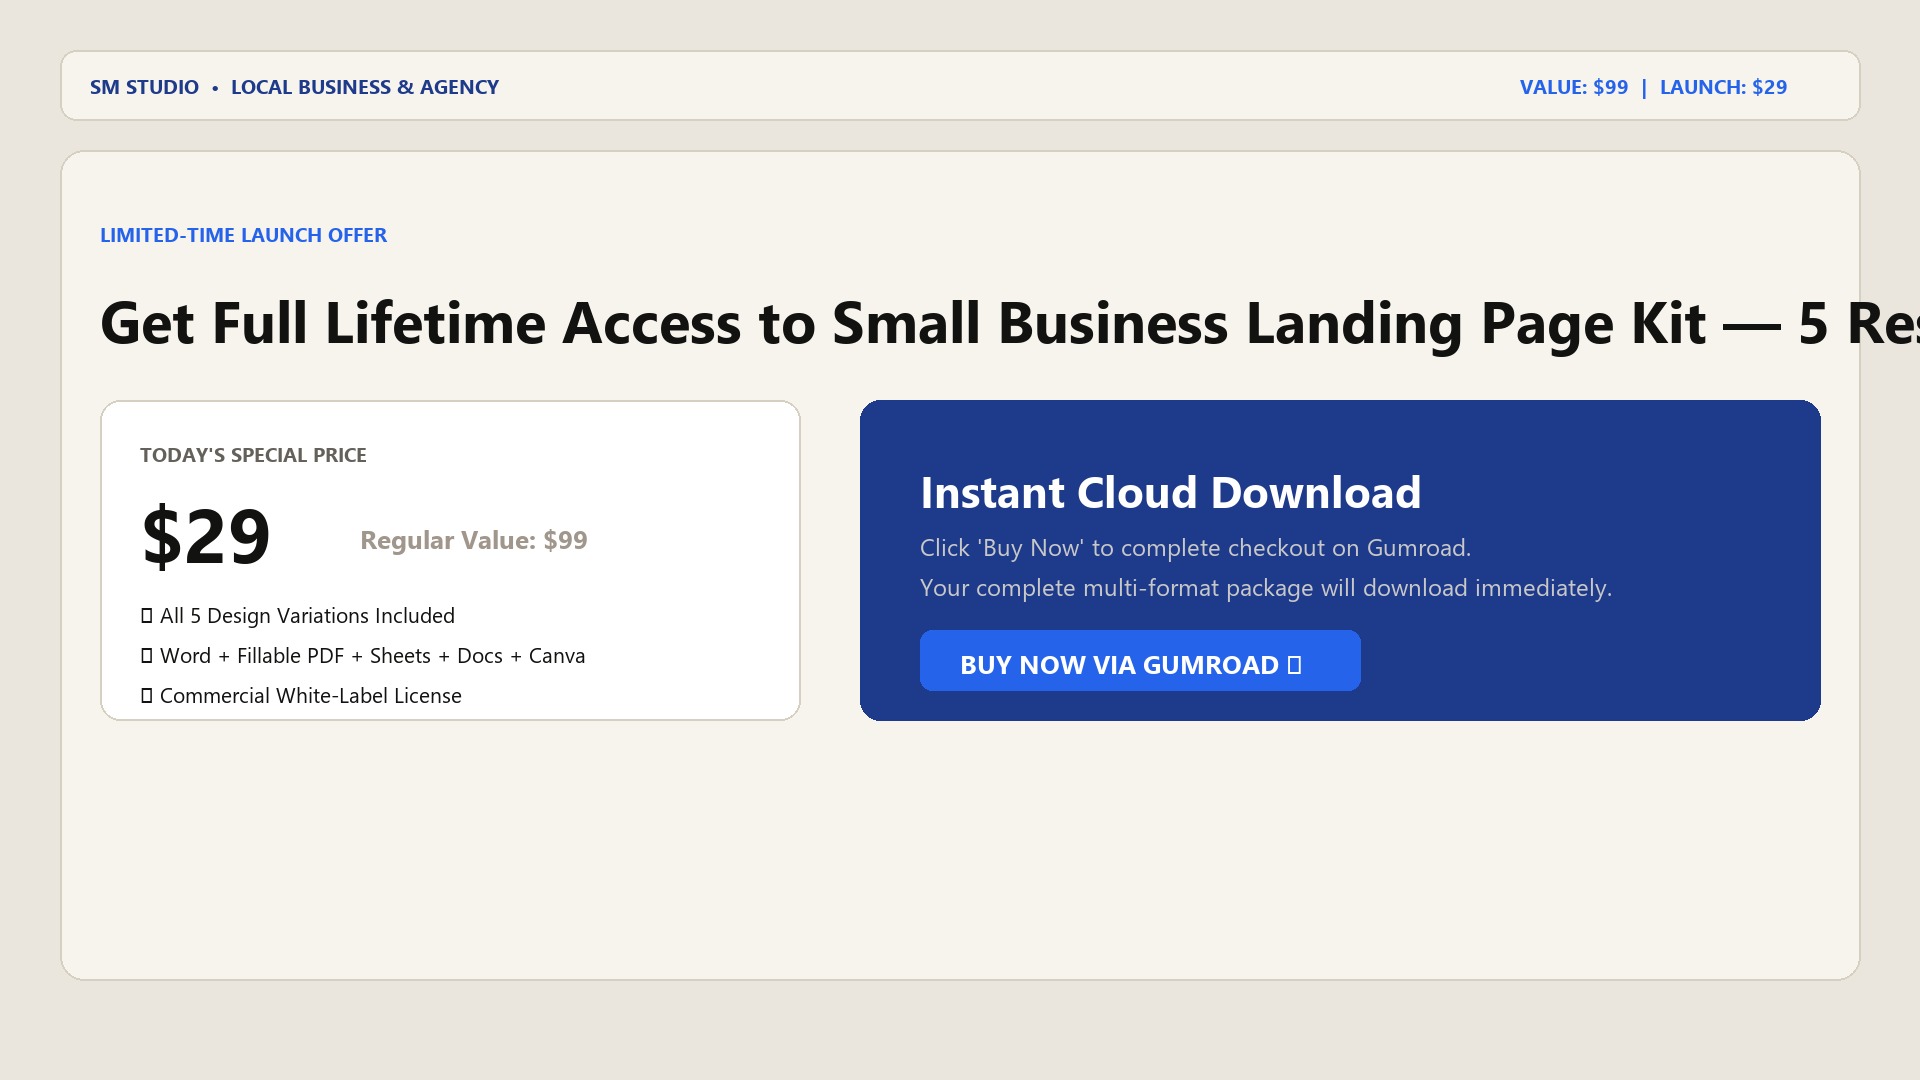 SM STUDIO • LOCAL BUSINESS & AGENCY
VALUE: $99 | LAUNCH: $29
LIMITED-TIME LAUNCH OFFER
Get Full Lifetime Access to Small Business Landing Page Kit — 5
TODAY'S SPECIAL PRICE
$29
Regular Value: $99
All 5 Design Variations Included
Word + Fillable PDF + Sheets + Docs + Canva
Commercial White-Label License
Instant Cloud Download
Click 'Buy Now' to complete checkout on Gumroad.
Your complete multi-format package will download immediately.
BUY NOW VIA GUMROAD